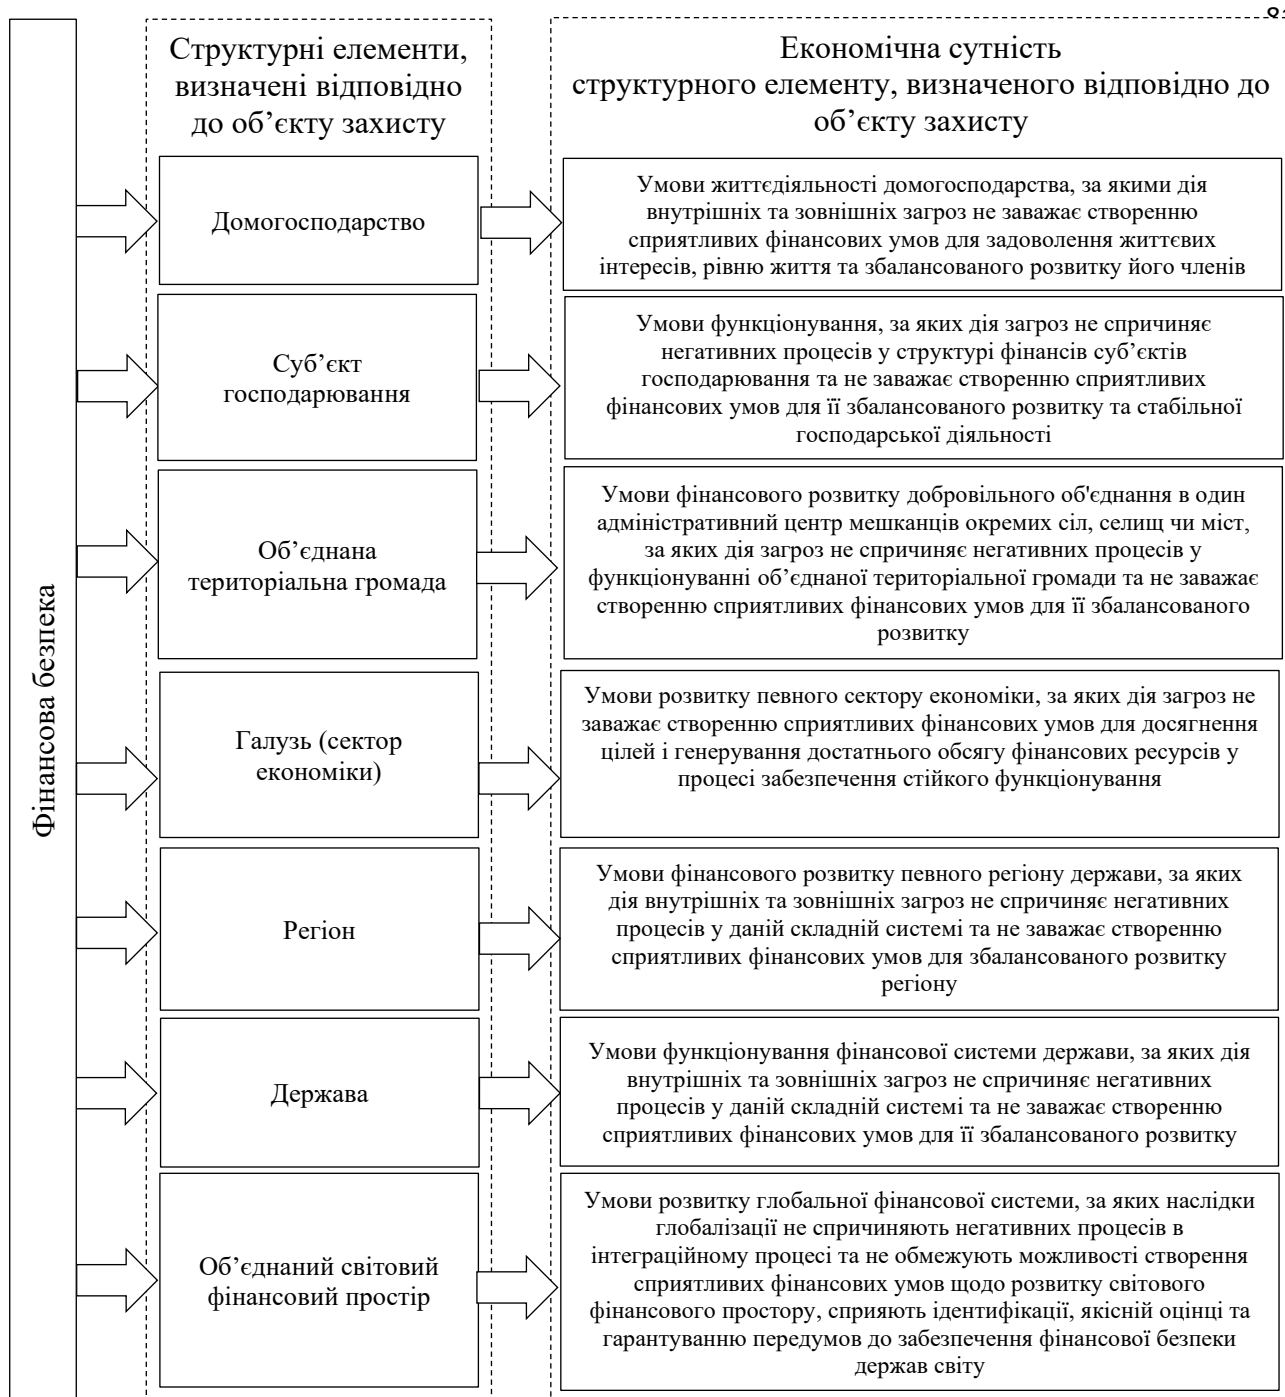 Структурні елементи,
визначені відповідно
до об’єкту захисту
Економічна сутність
структурного елементу, визначеного відповідно до
об’єкту захисту
Фінансова безпека
Домогосподарство
Умови життєдіяльності домогосподарства, за якими дія
внутрішніх та зовнішніх загроз не заважає створенню
сприятливих фінансових умов для задоволення життєвих
інтересів, рівню життя та збалансованого розвитку його членів
Суб’єкт
господарювання
Умови функціонування, за яких дія загроз не спричиняє
негативних процесів у структурі фінансів суб’єктів
господарювання та не заважає створенню сприятливих
фінансових умов для її збалансованого розвитку та стабільної
господарської діяльності
Об’єднана
територіальна громада
Умови фінансового розвитку добровільного об'єднання в один
адміністративний центр мешканців окремих сіл, селищ чи міст,
за яких дія загроз не спричиняє негативних процесів у
функціонуванні об’єднаної територіальної громади та не заважає
створенню сприятливих фінансових умов для її збалансованого
розвитку
Галузь (сектор
економіки)
Умови розвитку певного сектору економіки, за яких дія загроз не
заважає створенню сприятливих фінансових умов для досягнення
цілей і генерування достатнього обсягу фінансових ресурсів у
процесі забезпечення стійкого функціонування
Регіон
Умови фінансового розвитку певного регіону держави, за яких
дія внутрішніх та зовнішніх загроз не спричиняє негативних
процесів у даній складній системі та не заважає створенню
сприятливих фінансових умов для збалансованого розвитку
регіону
Держава
Умови функціонування фінансової системи держави, за яких дія
внутрішніх та зовнішніх загроз не спричиняє негативних
процесів у даній складній системі та не заважає створенню
сприятливих фінансових умов для її збалансованого розвитку
Об’єднаний світовий
фінансовий простір
Умови розвитку глобальної фінансової системи, за яких наслідки
глобалізації не спричиняють негативних процесів в
інтеграційному процесі та не обмежують можливості створення
сприятливих фінансових умов щодо розвитку світового
фінансового простору, сприяють ідентифікації, якісній оцінці та
гарантуванню передумов до забезпечення фінансової безпеки
держав світу